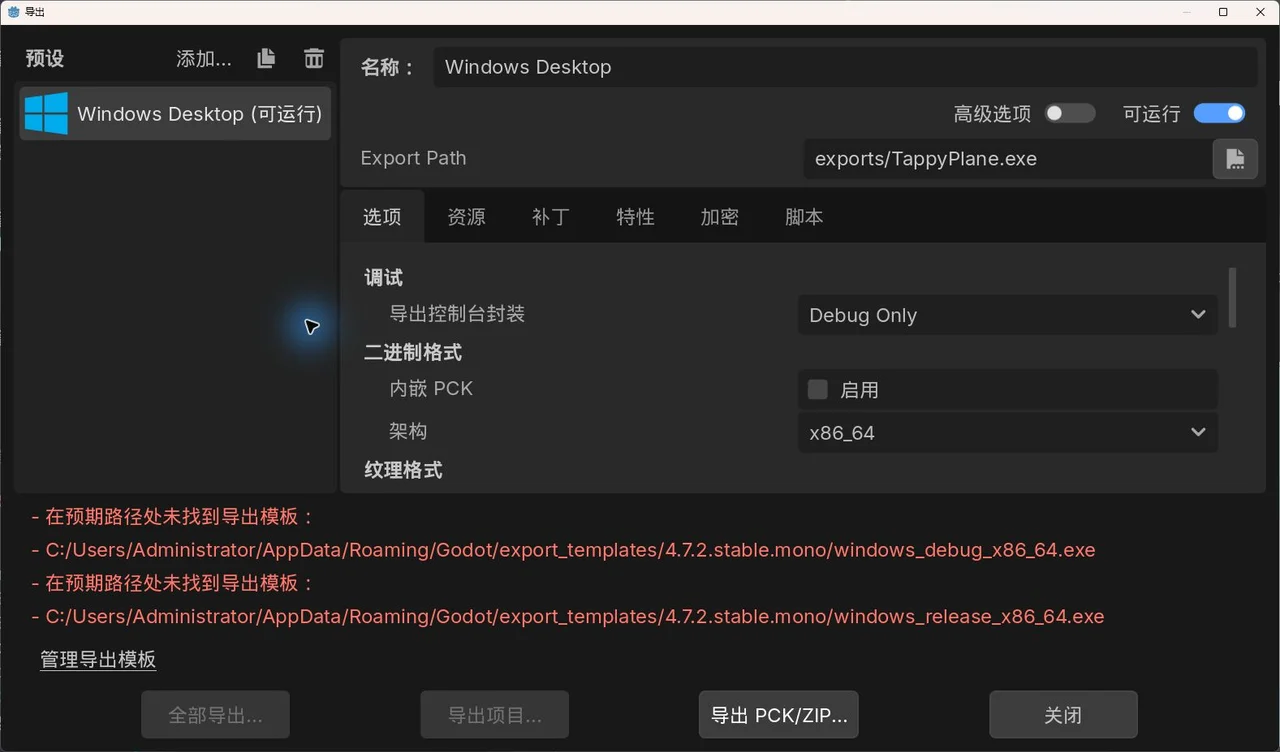 导出
预设
添加...
Windows Desktop (可运行)
名称：
Windows Desktop
高级选项
可运行
Export Path
exports/TappyPlane.exe
选项 资源 补丁 特性 加密 脚本
调试
导出控制台封装
Debug Only
二进制格式
内嵌 PCK
启用
架构
x86_64
纹理格式
- 在预期路径处未找到导出模板：
- C:/Users/Administrator/AppData/Roaming/Godot/export_templates/4.7.2.stable.mono/windows_debug_x86_64.exe
- 在预期路径处未找到导出模板：
- C:/Users/Administrator/AppData/Roaming/Godot/export_templates/4.7.2.stable.mono/windows_release_x86_64.exe
管理导出模板
全部导出...
导出项目...
导出 PCK/ZIP...
关闭